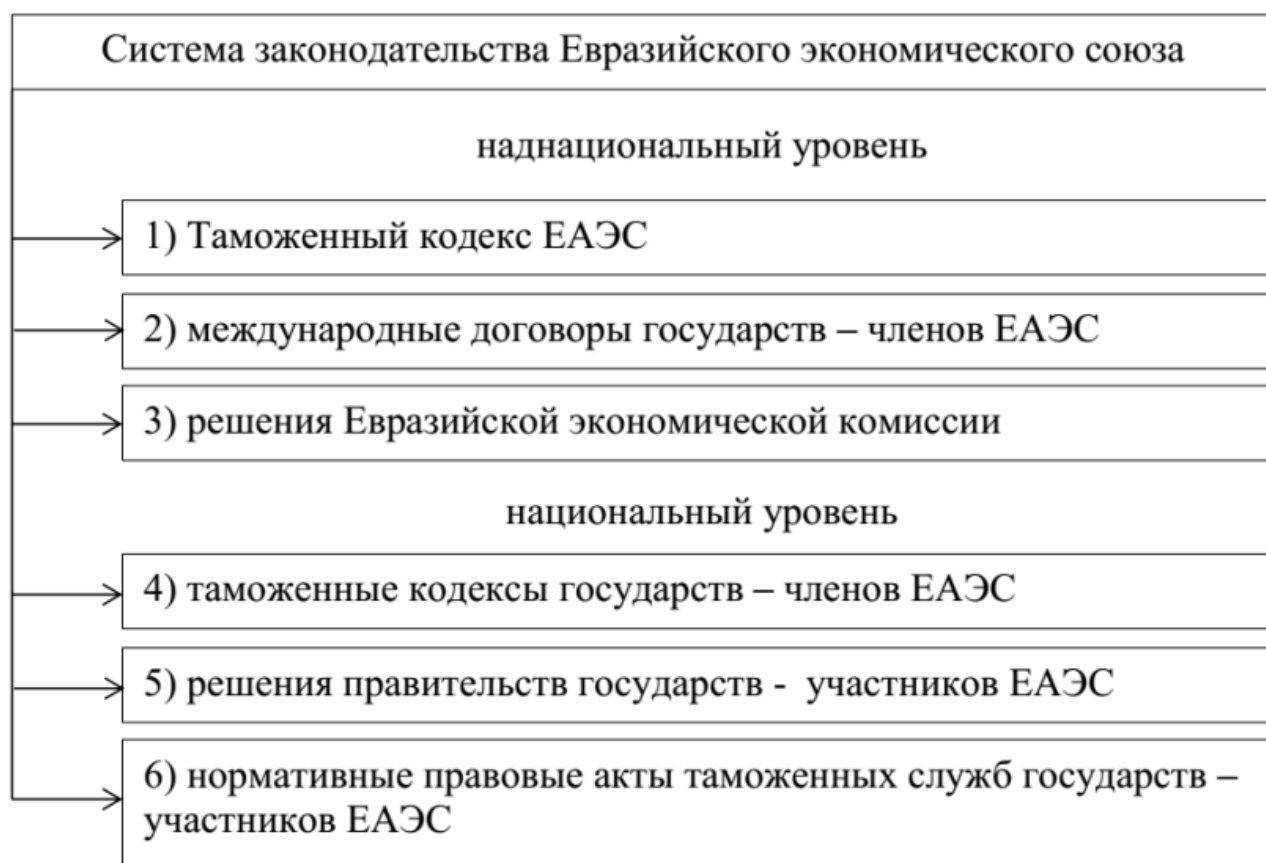 Система законодательства Евразийского экономического союза
наднациональный уровень
1) Таможенный кодекс ЕАЭС
2) международные договоры государств – членов ЕАЭС
3) решения Евразийской экономической комиссии
национальный уровень
4) таможенные кодексы государств – членов ЕАЭС
5) решения правительств государств - участников ЕАЭС
6) нормативные правовые акты таможенных служб государств –
участников ЕАЭС